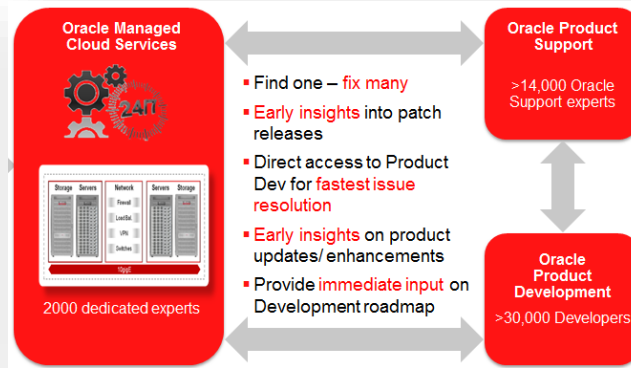 Oracle Managed
Cloud Services
24/7
Storage Servers Network Servers Storage
Firewall
LoadBal
VPN
Switches
10gigE
2000 dedicated experts
Find one – fix many
Early insights into patch
releases
Direct access to Product
Dev for fastest issue
resolution
Early insights on product
updates/ enhancements
Provide immediate input on
Development roadmap
Oracle Product
Support
>14,000 Oracle
Support experts
Oracle
Product
Development
>30,000 Developers